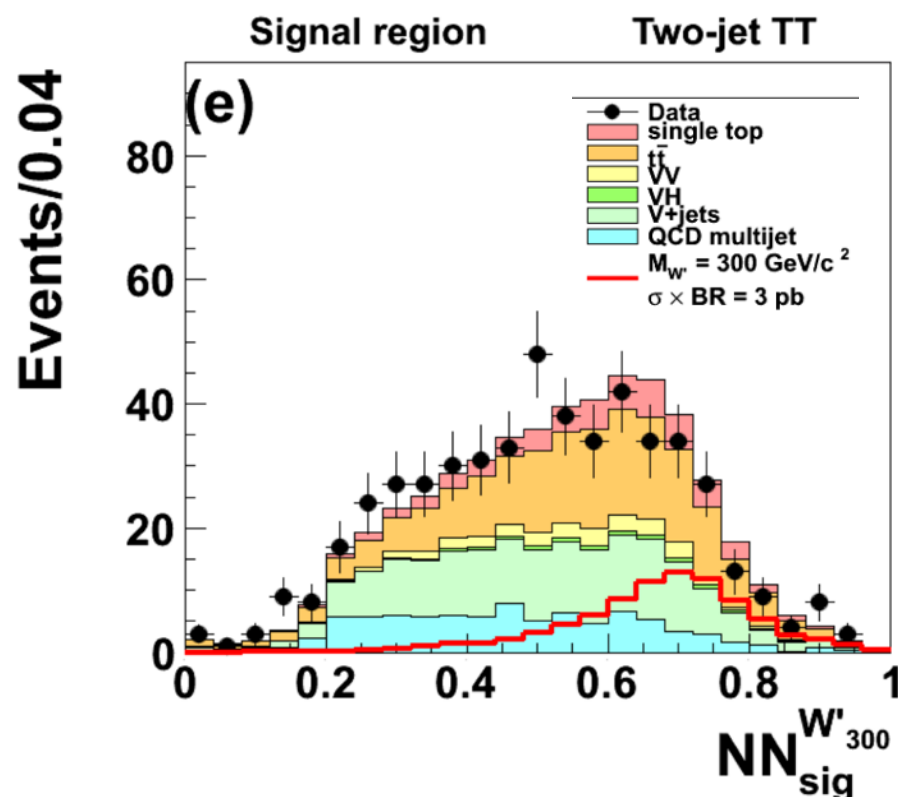 Signal region Two-jet TT
(e)
Events/0.04
80
60
40
20
0
Data
single top
tt̄
VV
VH
V+jets
QCD multijet
M_W' = 300 GeV/c²
σ × BR = 3 pb
0 0.2 0.4 0.6 0.8 1
NN_sig^W'300